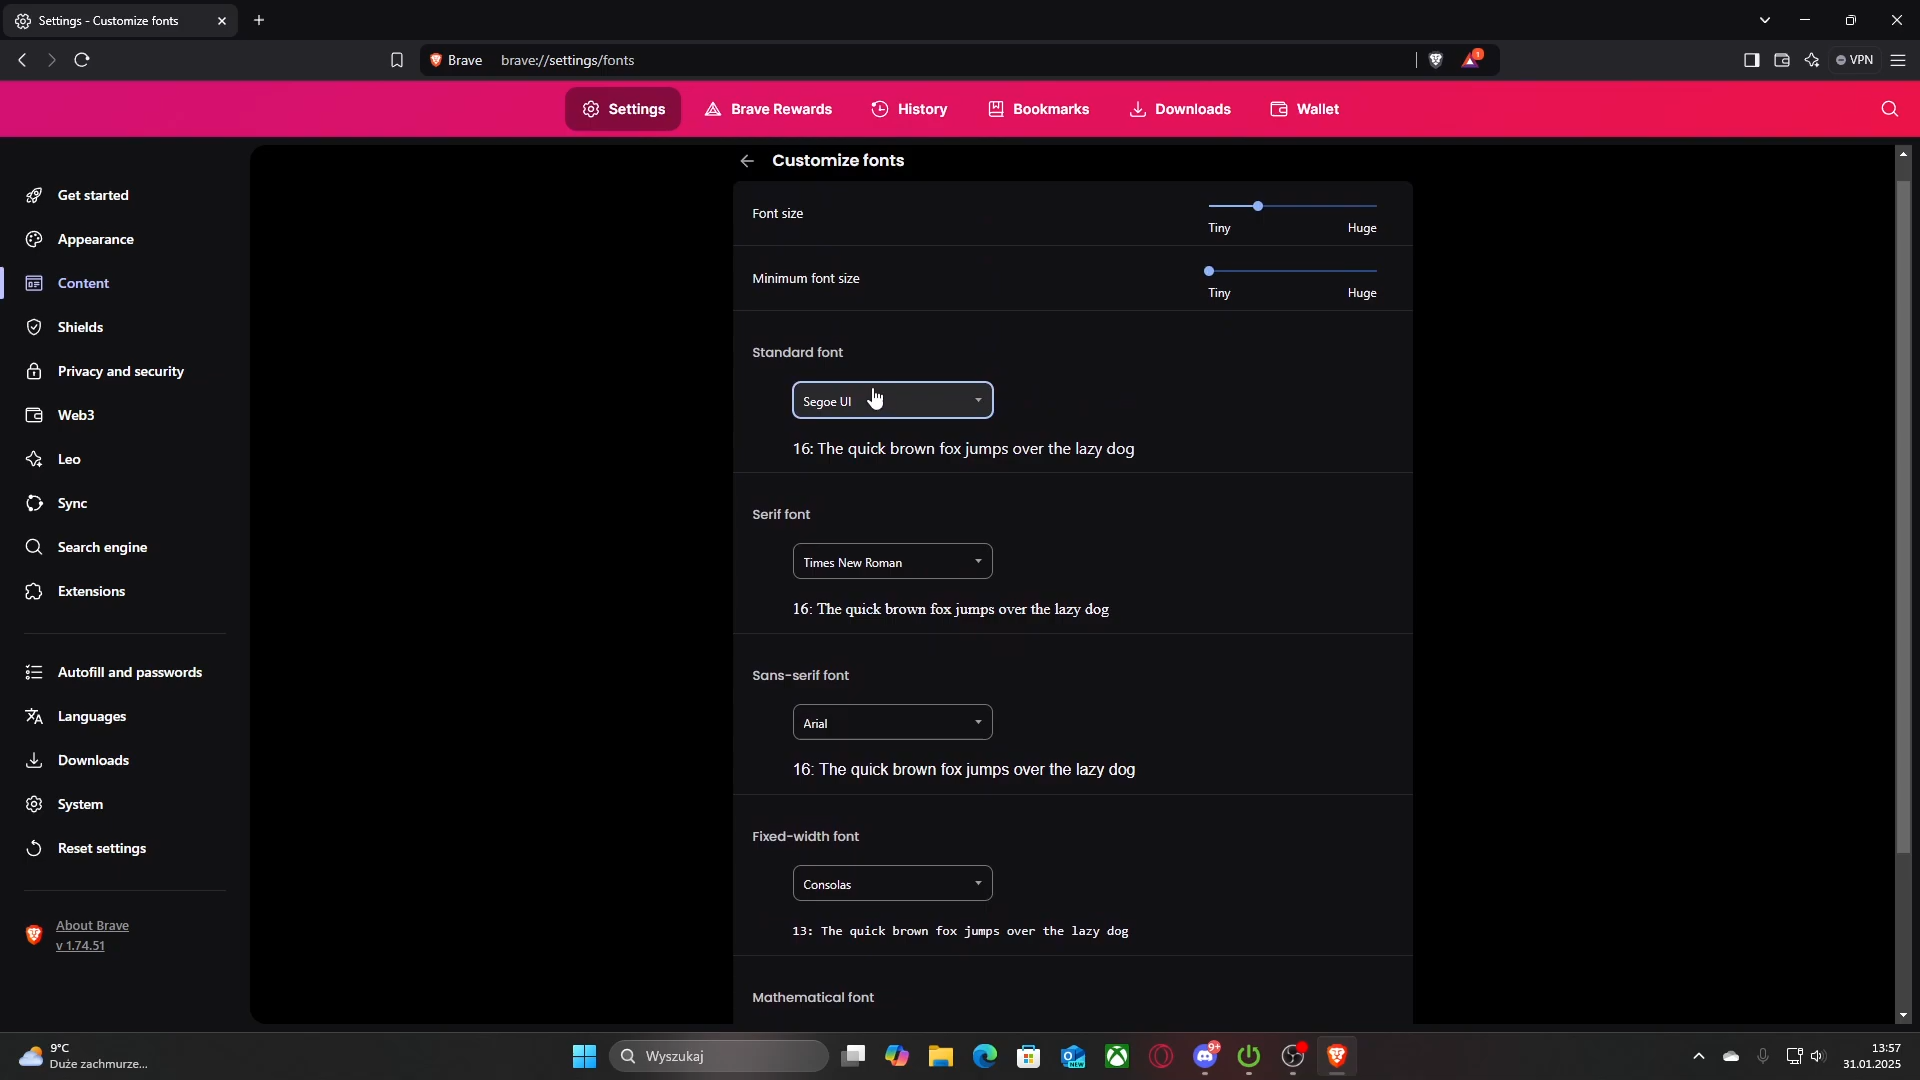 Settings - Customize fonts
Brave brave://settings/fonts
1
VPN
Settings
Brave Rewards
History
Bookmarks
Downloads
Wallet
Get started
Appearance
Content
Shields
Privacy and security
Web3
Leo
Sync
Search engine
Extensions
Autofill and passwords
Languages
Downloads
System
Reset settings
About Brave
v 1.74.51
Customize fonts
Font size
Tiny Huge
Minimum font size
Tiny Huge
Standard font
Segoe UI
16: The quick brown fox jumps over the lazy dog
Serif font
Times New Roman
16: The quick brown fox jumps over the lazy dog
Sans-serif font
Arial
16: The quick brown fox jumps over the lazy dog
Fixed-width font
Consolas
13: The quick brown fox jumps over the lazy dog
Mathematical font
9°C
Duże zachmurze...
Wyszukaj
NEW
9+
13:57
31.01.2025